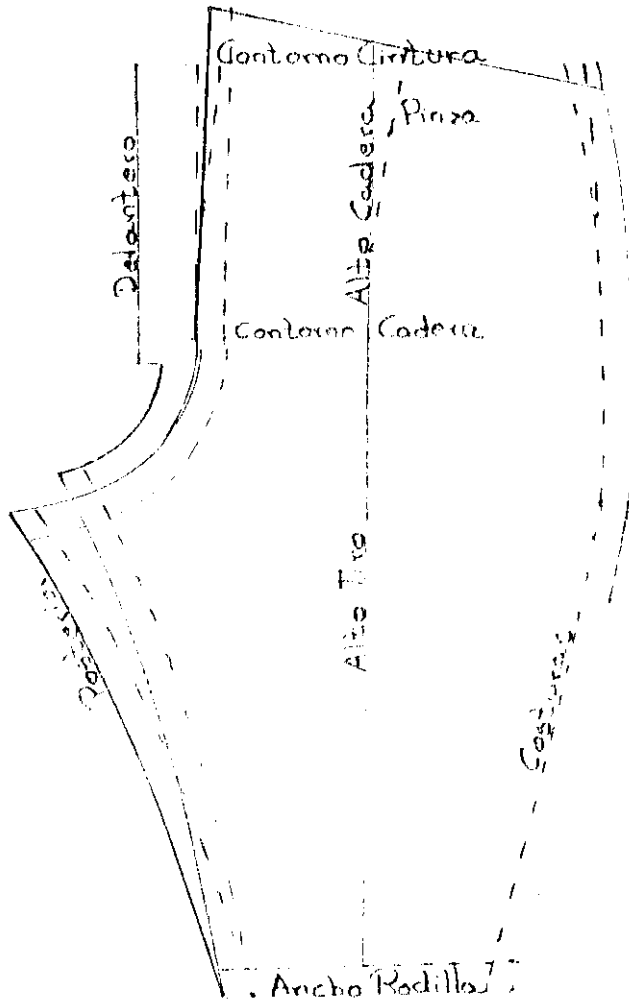 Contorno Cintura
Pinza
Delantero
Alto Cadera
Contorno Cadera
Alto Tiro
Costuras
Ancho Rodilla